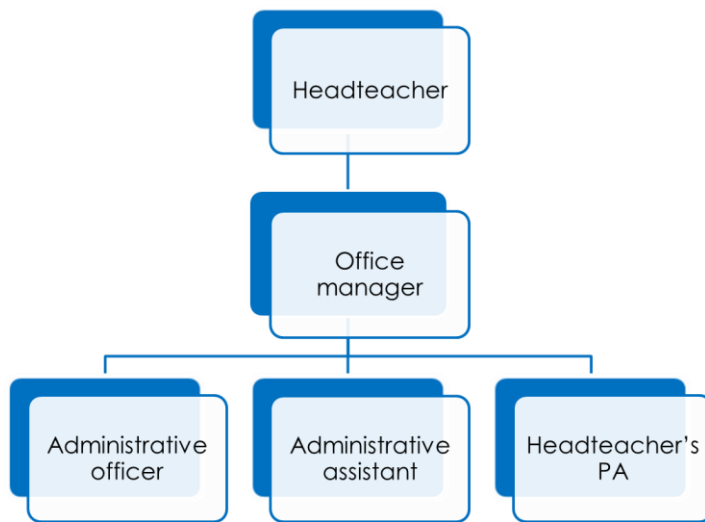 Headteacher
Office
manager
Administrative
officer
Administrative
assistant
Headteacher’s
PA